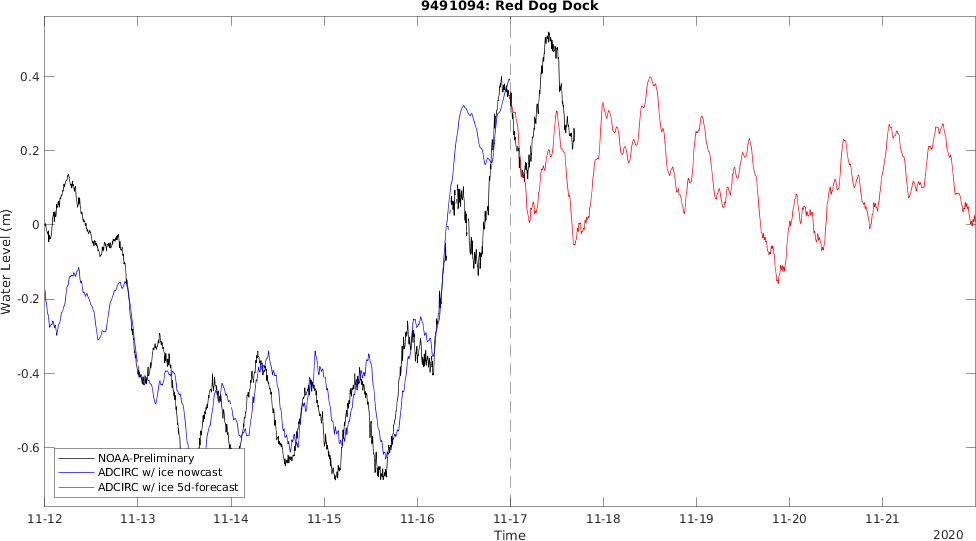 9491094: Red Dog Dock
Water Level (m)
0.4
0.2
0
-0.2
-0.4
-0.6
NOAA-Preliminary
ADCIRC w/ ice nowcast
ADCIRC w/ ice 5d-forecast
11-12 11-13 11-14 11-15 11-16 11-17 11-18 11-19 11-20 11-21
Time
2020